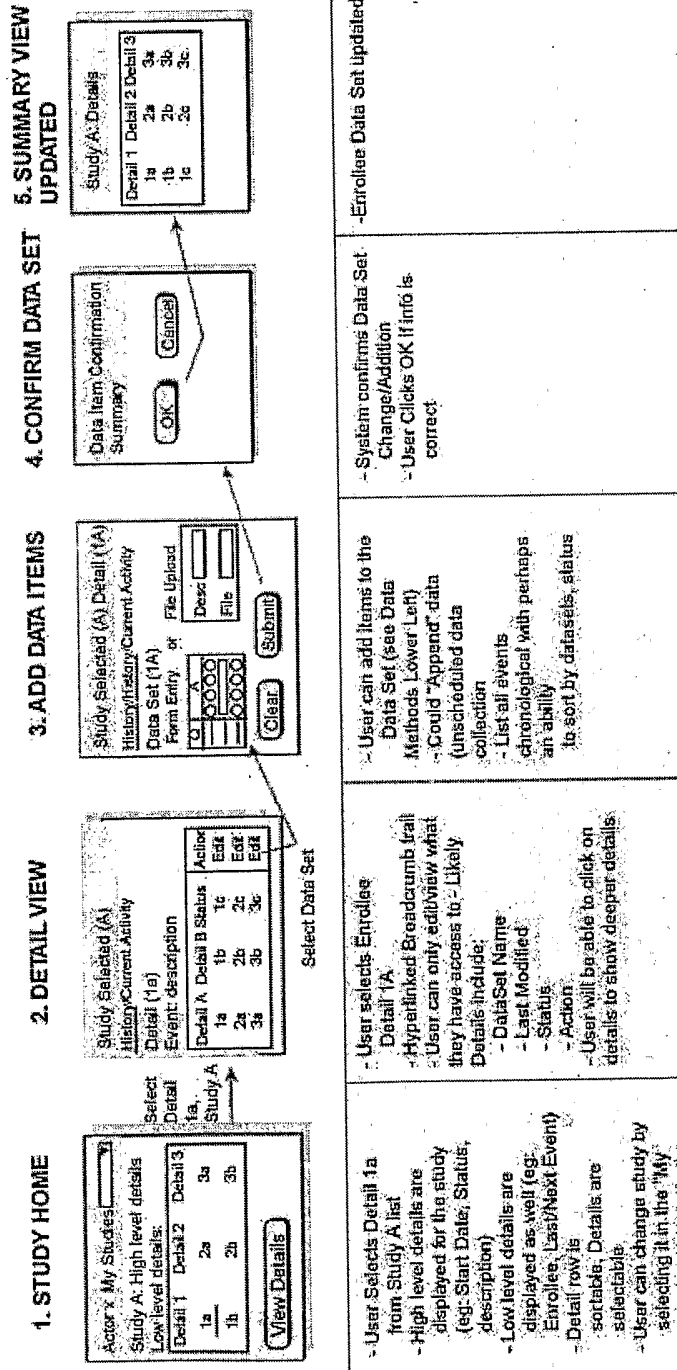 1. STUDY HOME
Actor x My Studies
Study A: High level details
Low level details:
Detail 1 Detail 2 Detail 3
1a 2a 3a
1b 2b 3b
View Details
Select
Detail
1a,
Study A
2. DETAIL VIEW
Study Selected (A)
History/Current Activity
Detail (1a)
Event: description
Detail A Detail B Status Action
1a 1b 1c Edit
2a 2b 2c Edit
3a 3b 3c Edit
Select Data Set
3. ADD DATA ITEMS
Study Selected (A) Detail (1A)
History/History/Current Activity
Data Set (1A)
Form Entry or File Upload
Q A
Desc
File
Clear Submit
4. CONFIRM DATA SET
Data Item Confirmation
Summary
OK Cancel
5. SUMMARY VIEW
UPDATED
Study A: Details
Detail 1 Detail 2 Detail 3
1a 2a 3a
1b 2b 3b
1c 2c 3c
- User Selects Detail 1a
from Study A list
- High level details are
displayed for the study
(eg: Start Date, Status,
description)
- Low level details are
displayed as well (eg:
Enrollee, Last/Next Event)
- Detail row is
sortable, Details are
selectable
- User can change study by
selecting it in the "My
- User selects Enrollee
Detail 1A
- Hyperlinked Breadcrumb trail
- User can only edit/view what
they have access to - Likely
Details include:
- DataSet Name
- Last Modified
- Status
- Action
- User will be able to click on
details to show deeper details
- User can add items to the
Data Set (see Data
Methods Lower Left)
- Could "Append" data
(unscheduled data
collection
- List all events
chronological with perhaps
an ability
to sort by datasets, status
- System confirms Data Set
Change/Addition
- User Clicks OK if info is
correct
- Enrollee Data Set updated